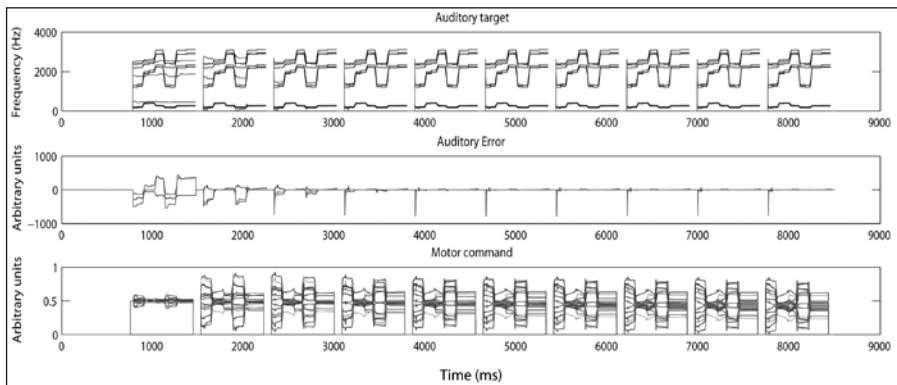 Auditory target
Frequency (Hz)
4000
2000
0
0 1000 2000 3000 4000 5000 6000 7000 8000 9000
Auditory Error
Arbitrary units
1000
0
−1000
0 1000 2000 3000 4000 5000 6000 7000 8000 9000
Motor command
Arbitrary units
1
0.5
0
0 1000 2000 3000 4000 5000 6000 7000 8000 9000
Time (ms)